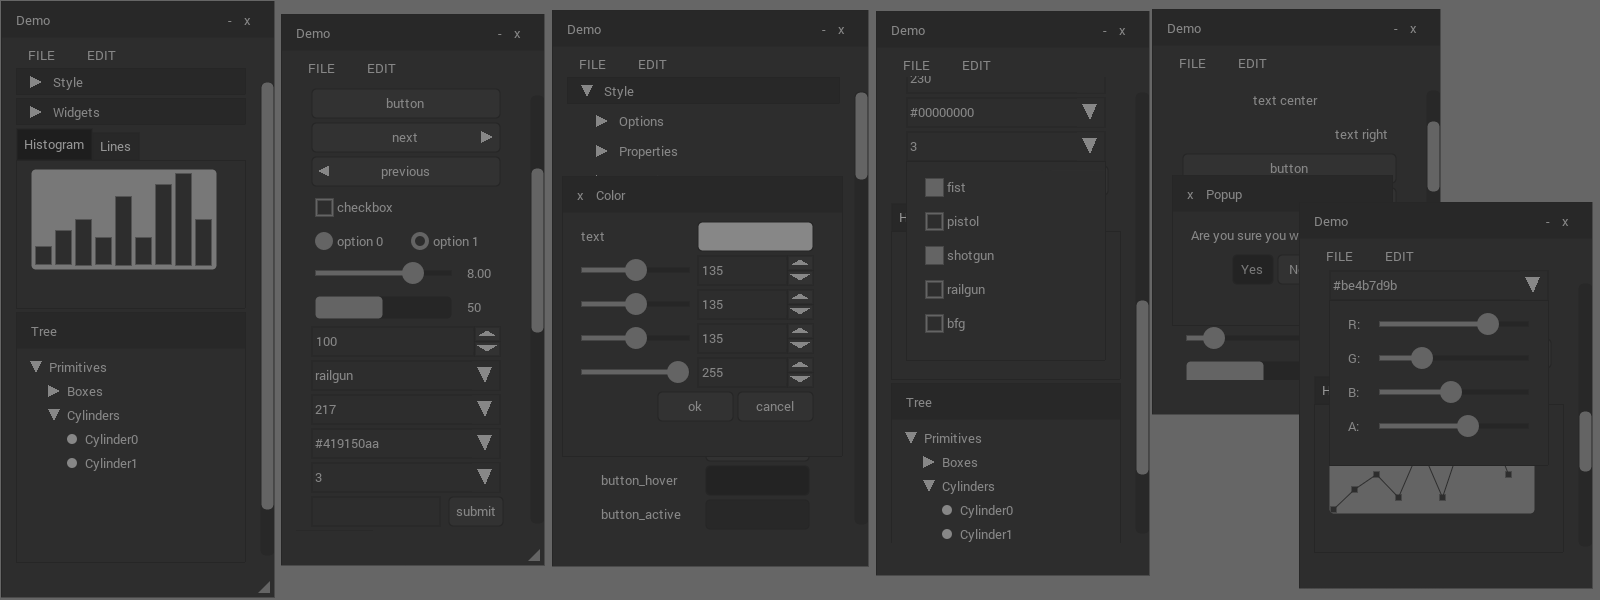 Demo - x
FILE EDIT
Style
Widgets
Histogram Lines
Tree
Primitives
Boxes
Cylinders
Cylinder0
Cylinder1
Demo - x
FILE EDIT
button
next
previous
checkbox
option 0 option 1
8.00
50
100
railgun
217
#419150aa
3
submit
Demo - x
FILE EDIT
Style
Options
Properties
x Color
text
135
135
135
255
ok cancel
button_hover
button_active
Demo - x
FILE EDIT
230
#00000000
3
fist
pistol
shotgun
railgun
bfg
H
Tree
Primitives
Boxes
Cylinders
Cylinder0
Cylinder1
Demo - x
FILE EDIT
text center
text right
button
x Popup
Are you sure you w
Yes N
Demo - x
FILE EDIT
#be4b7d9b
R:
G:
B:
A:
H